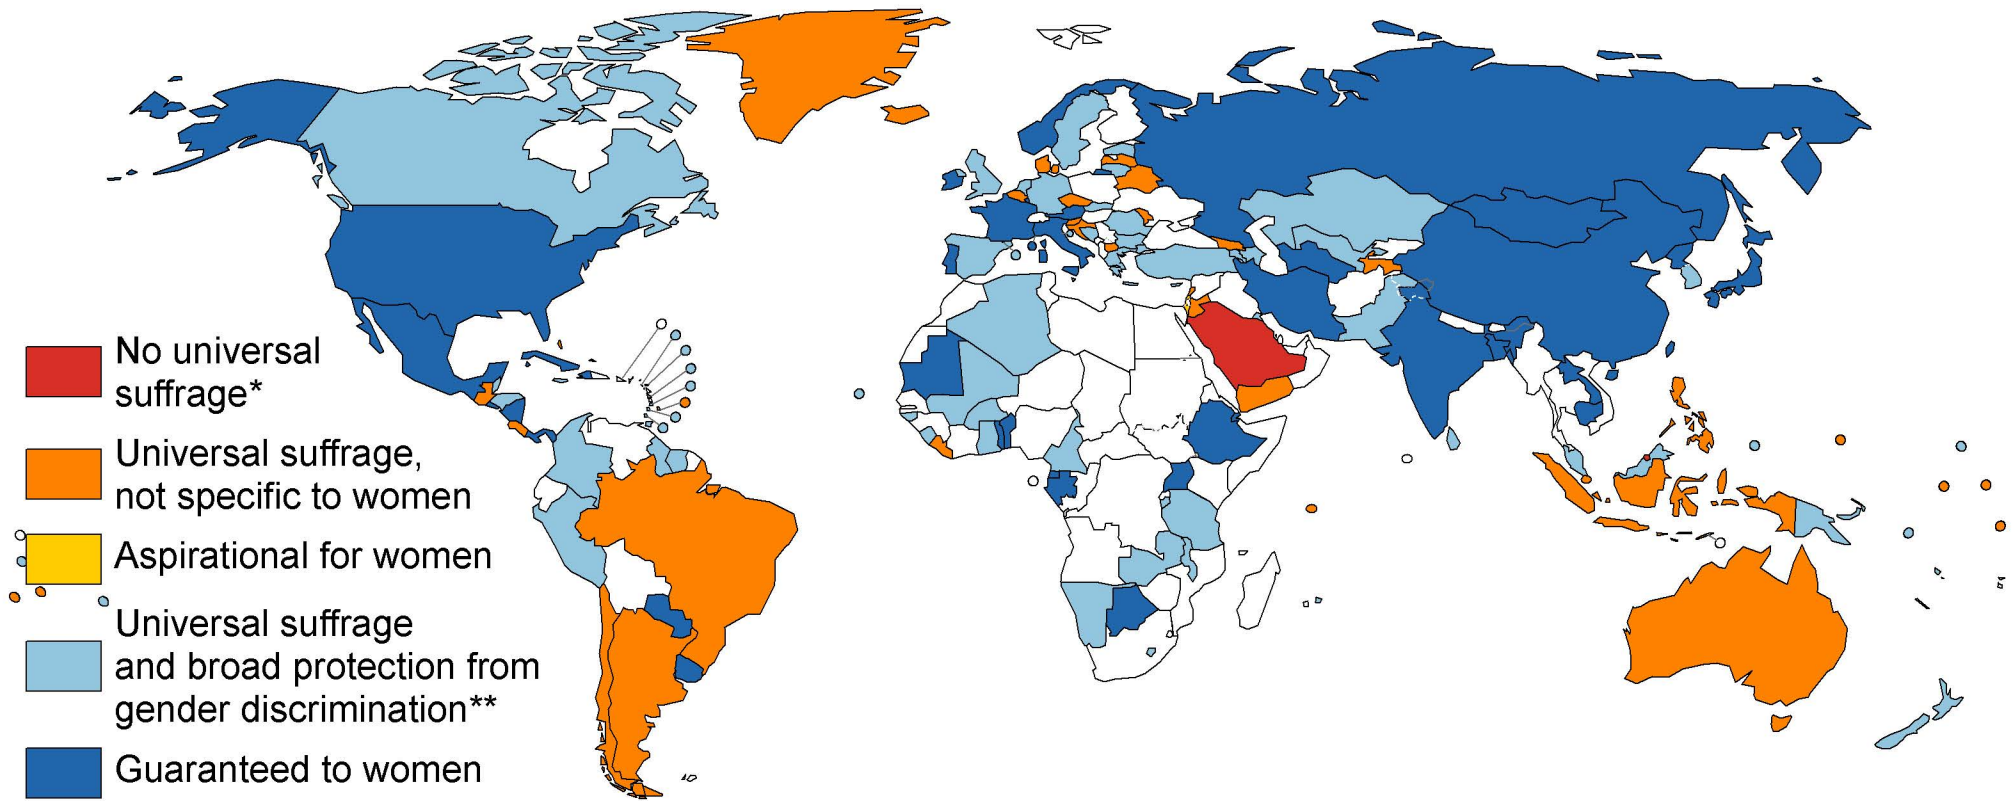 No universal
suffrage*
Universal suffrage,
not specific to women
Aspirational for women
Universal suffrage
and broad protection from
gender discrimination**
Guaranteed to women